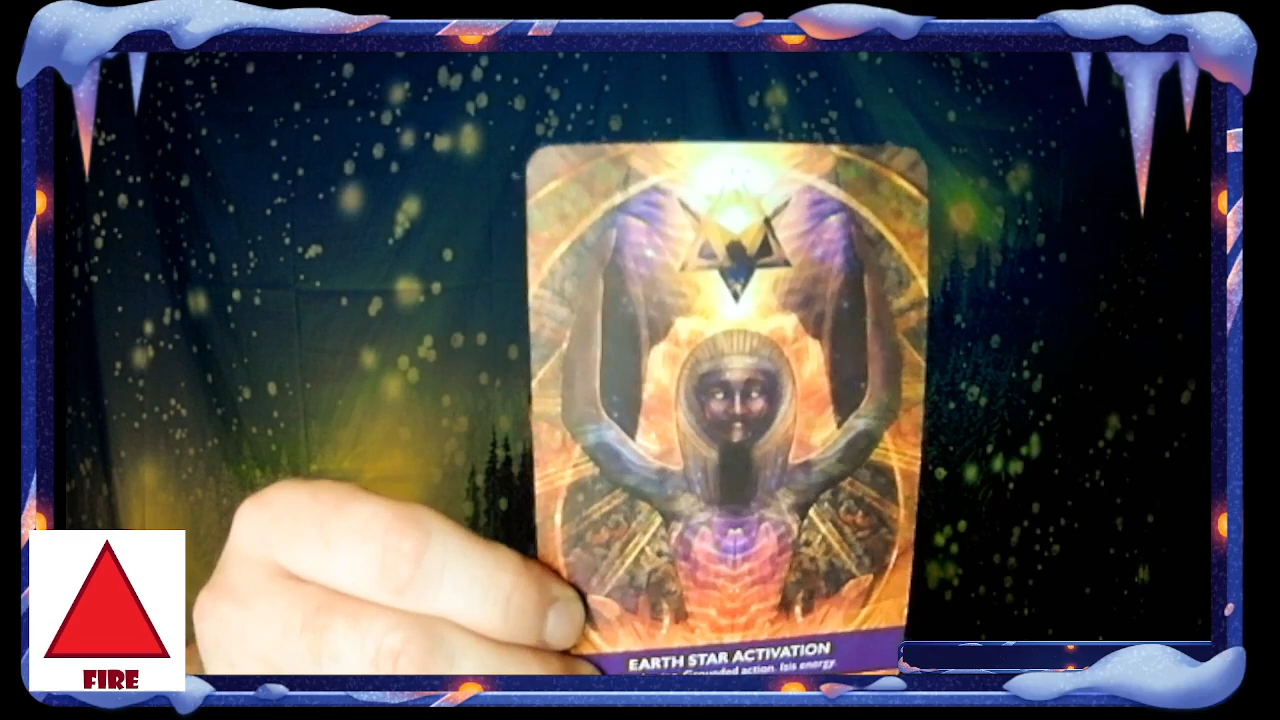 EARTH STAR ACTIVATION
Grounded action. Isis energy.
FIRE